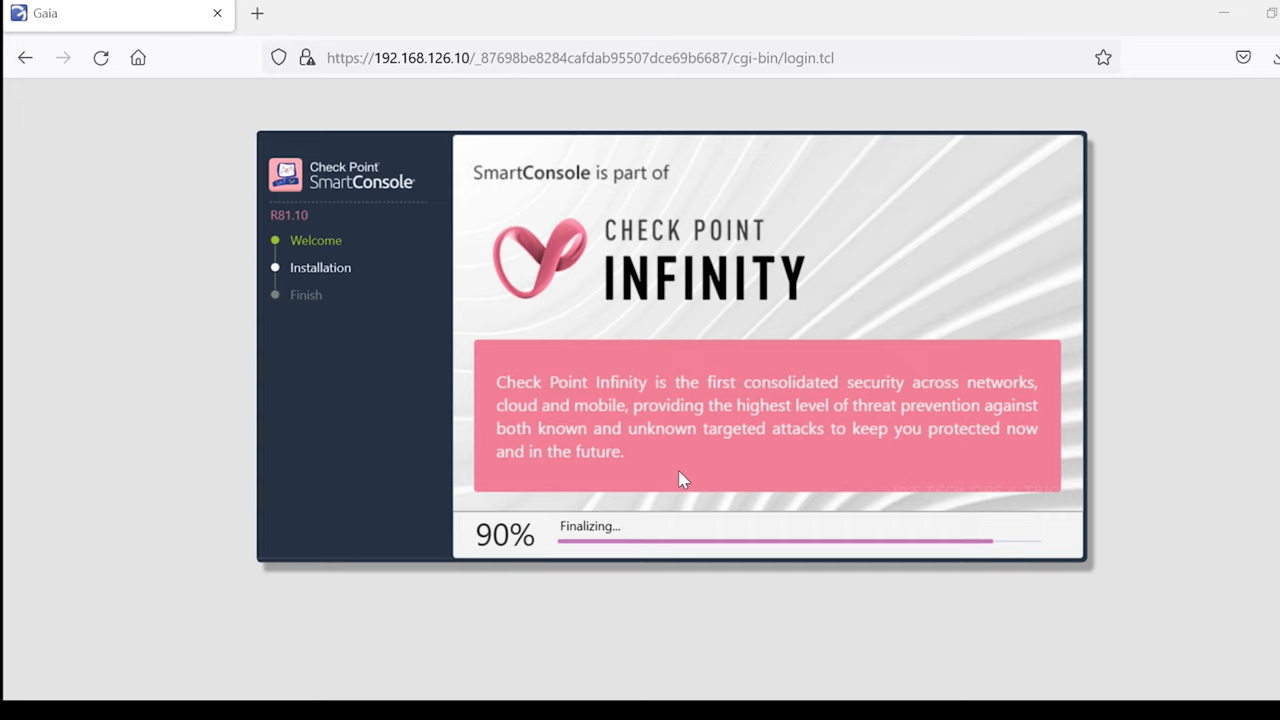 Gaia
https://192.168.126.10/_87698be8284cafdab95507dce69b6687/cgi-bin/login.tcl
Check Point
SmartConsole
R81.10
Welcome
Installation
Finish
SmartConsole is part of
CHECK POINT
INFINITY
Check Point Infinity is the first consolidated security across networks,
cloud and mobile, providing the highest level of threat prevention against
both known and unknown targeted attacks to keep you protected now
and in the future.
90%
Finalizing...